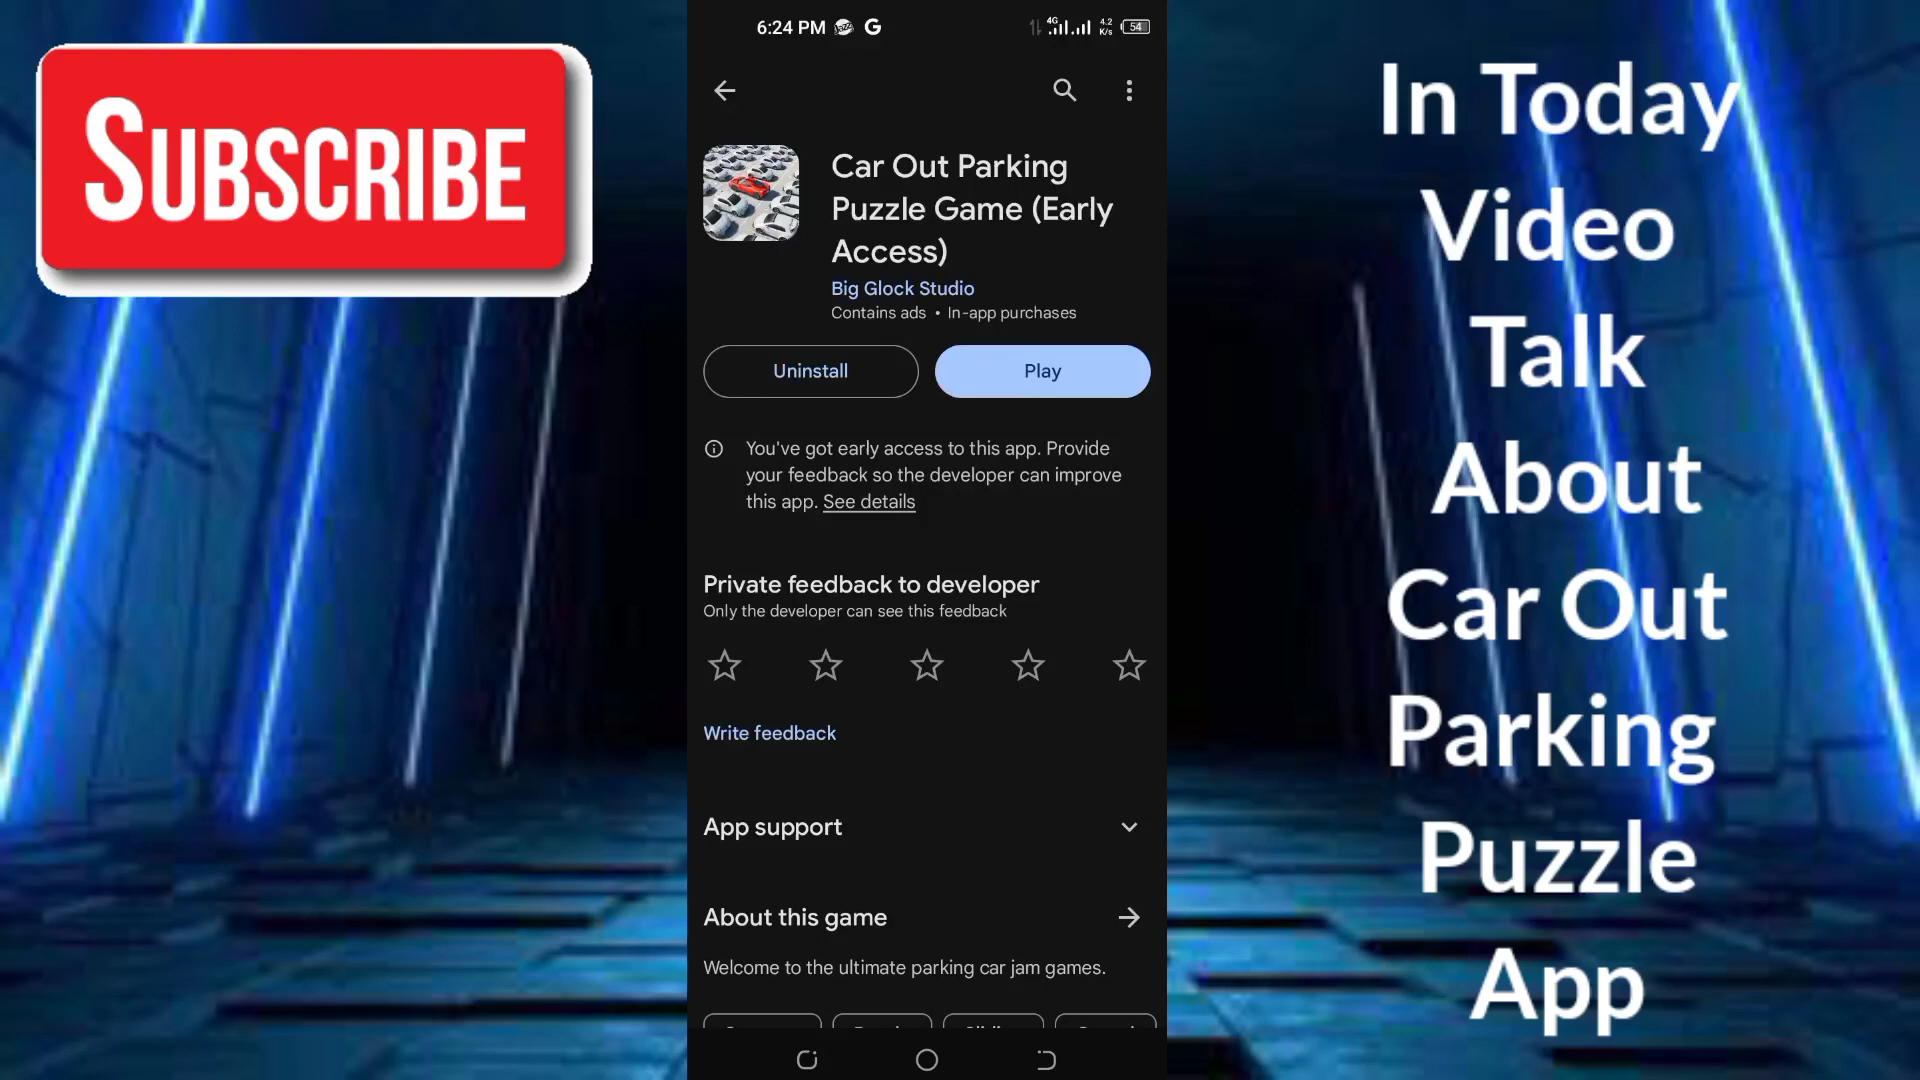 SUBSCRIBE
6:24 PM
G
4G
4.2
K/s
54
Car Out Parking
Puzzle Game (Early
Access)
Big Glock Studio
Contains ads • In-app purchases
Uninstall
Play
You've got early access to this app. Provide
your feedback so the developer can improve
this app. See details
Private feedback to developer
Only the developer can see this feedback
Write feedback
App support
About this game
Welcome to the ultimate parking car jam games.
In Today
Video
Talk
About
Car Out
Parking
Puzzle
App